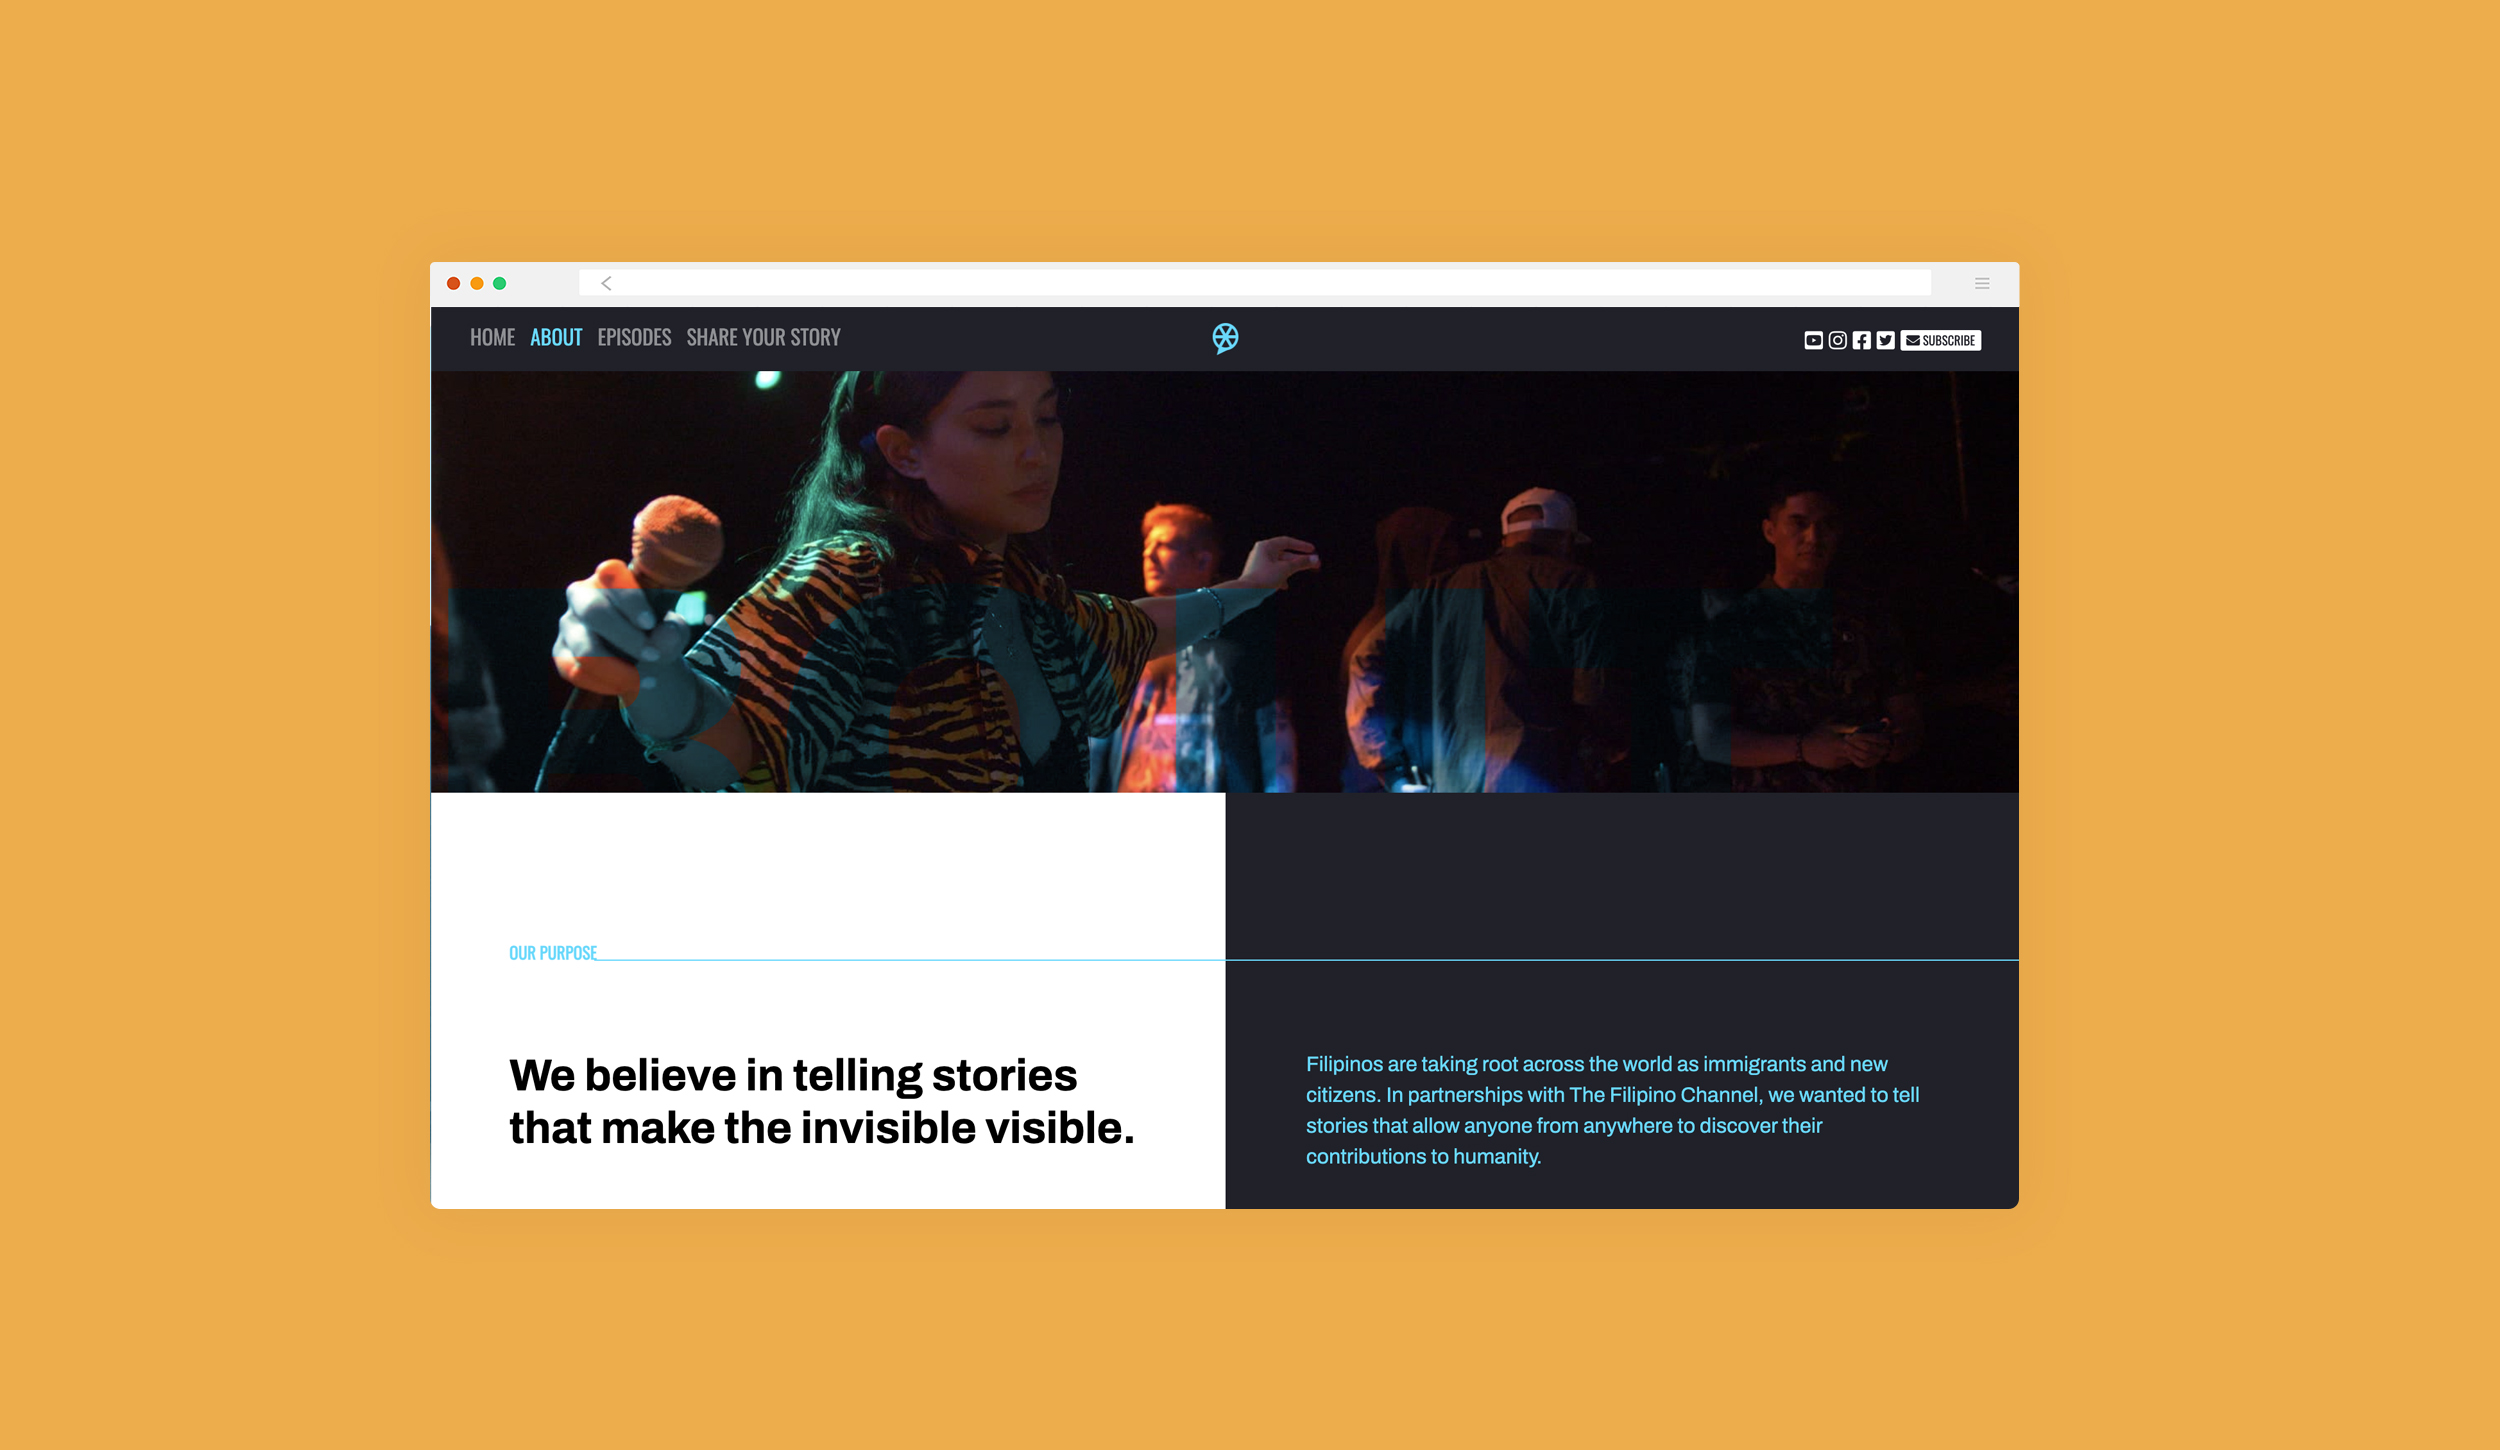 HOME ABOUT EPISODES SHARE YOUR STORY SUBSCRIBE
OUR PURPOSE
We believe in telling stories
that make the invisible visible.
Filipinos are taking root across the world as immigrants and new
citizens. In partnerships with The Filipino Channel, we wanted to tell
stories that allow anyone from anywhere to discover their
contributions to humanity.